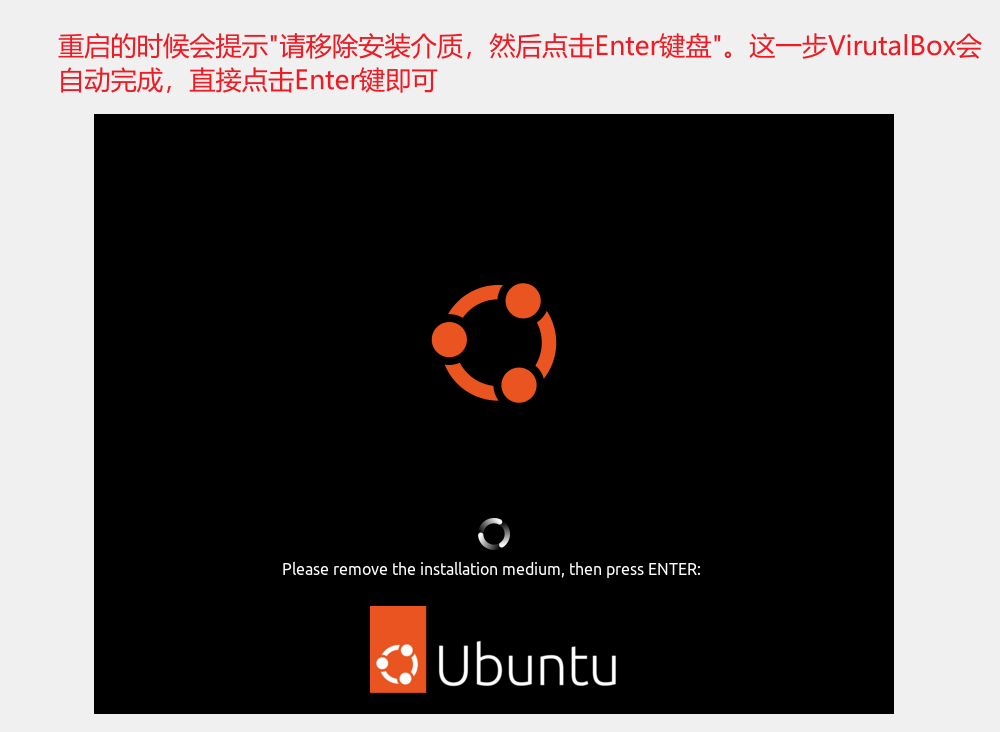 重启的时候会提示"请移除安装介质，然后点击Enter键盘"。这一步VirutalBox会
自动完成，直接点击Enter键即可
Please remove the installation medium, then press ENTER:
Ubuntu